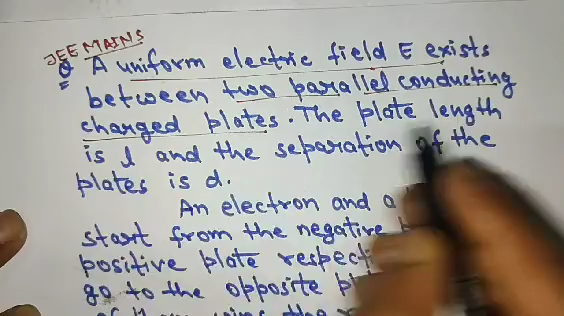 JEE MAINS
Q A uniform electric field E exists
between two parallel conducting
charged plates. The plate length
is l and the separation of the
plates is d.
An electron and a
start from the negative
positive plate
go to the opposite